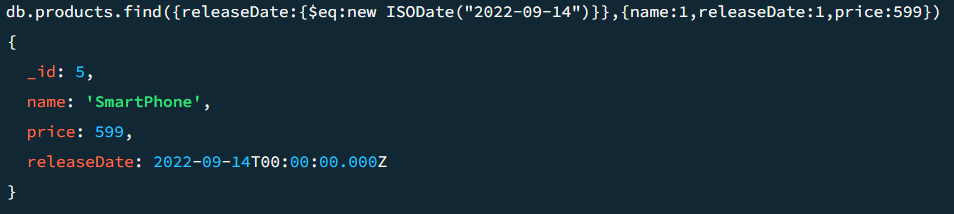 db.products.find({releaseDate:{$eq:new ISODate("2022-09-14")}},{name:1,releaseDate:1,price:599})
{
  _id: 5,
  name: 'SmartPhone',
  price: 599,
  releaseDate: 2022-09-14T00:00:00.000Z
}